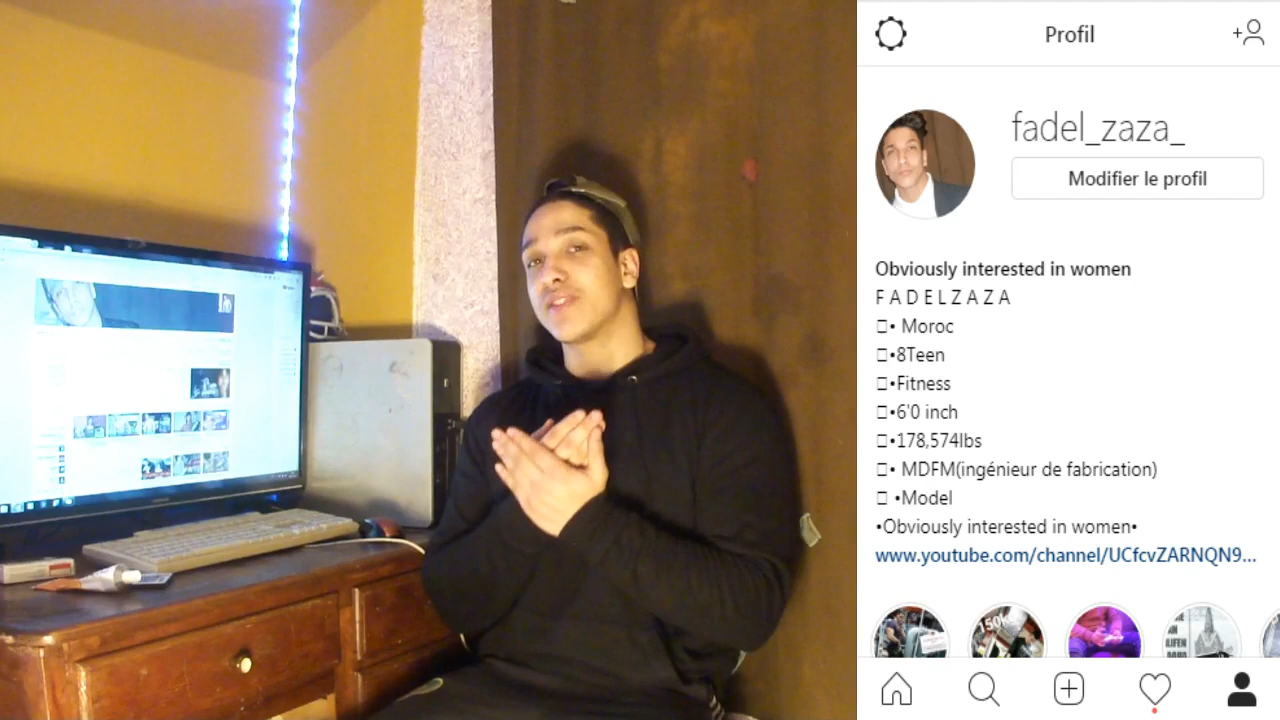 Profil
fadel_zaza_
Modifier le profil
Obviously interested in women
F A D E L Z A Z A
• Moroc
•8Teen
•Fitness
•6'0 inch
•178,574lbs
• MDFM(ingénieur de fabrication)
•Model
•Obviously interested in women•
www.youtube.com/channel/UCfcvZARNQN9...
150k